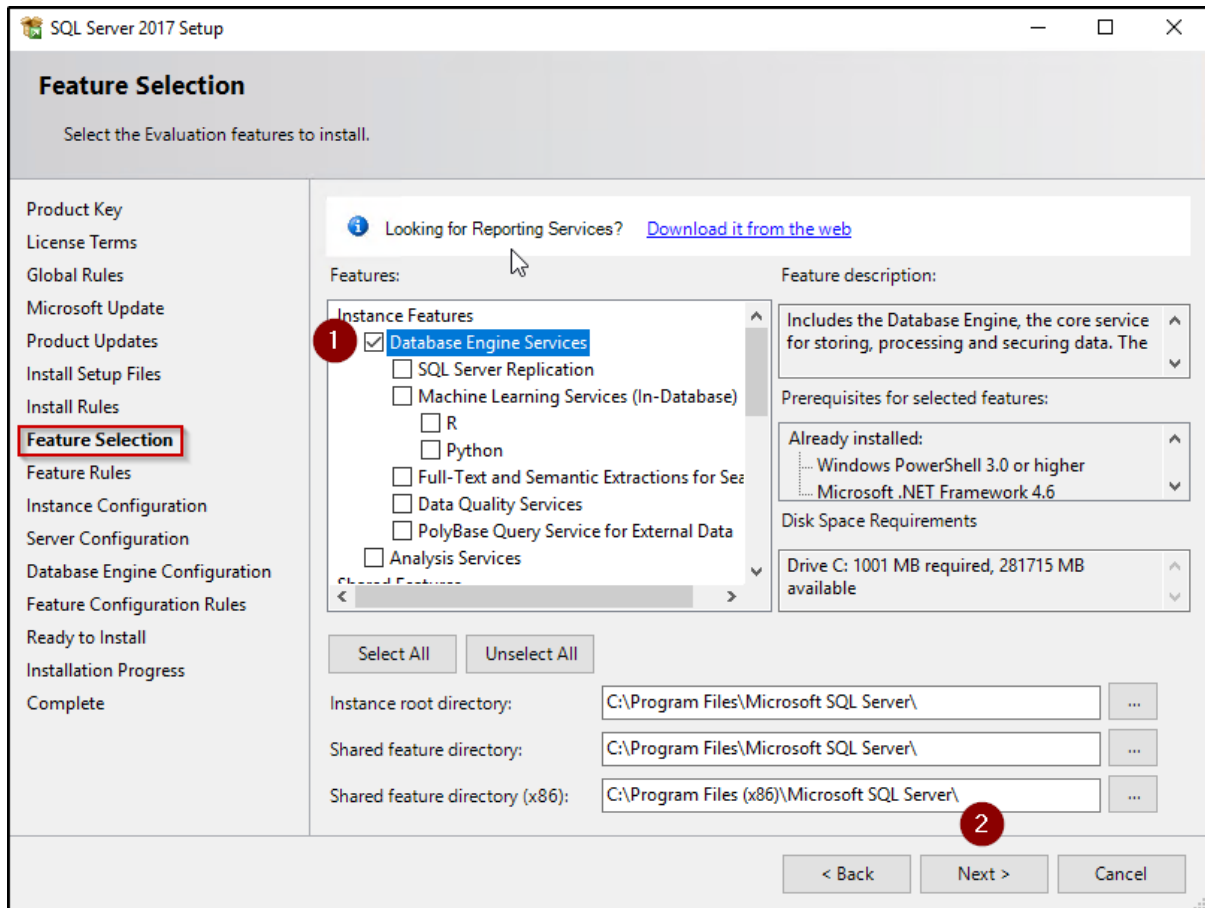 SQL Server 2017 Setup
Feature Selection
Select the Evaluation features to install.
Product Key
License Terms
Global Rules
Microsoft Update
Product Updates
Install Setup Files
Install Rules
Feature Selection
Feature Rules
Instance Configuration
Server Configuration
Database Engine Configuration
Feature Configuration Rules
Ready to Install
Installation Progress
Complete
Looking for Reporting Services? Download it from the web
Features:
Instance Features
1
Database Engine Services
SQL Server Replication
Machine Learning Services (In-Database)
R
Python
Full-Text and Semantic Extractions for Sea
Data Quality Services
PolyBase Query Service for External Data
Analysis Services
Shared Features
Feature description:
Includes the Database Engine, the core service
for storing, processing and securing data. The
Prerequisites for selected features:
Already installed:
Windows PowerShell 3.0 or higher
Microsoft .NET Framework 4.6
Disk Space Requirements
Drive C: 1001 MB required, 281715 MB
available
Select All
Unselect All
Instance root directory: C:\Program Files\Microsoft SQL Server\ ...
Shared feature directory: C:\Program Files\Microsoft SQL Server\ ...
Shared feature directory (x86): C:\Program Files (x86)\Microsoft SQL Server\ ...
2
< Back
Next >
Cancel